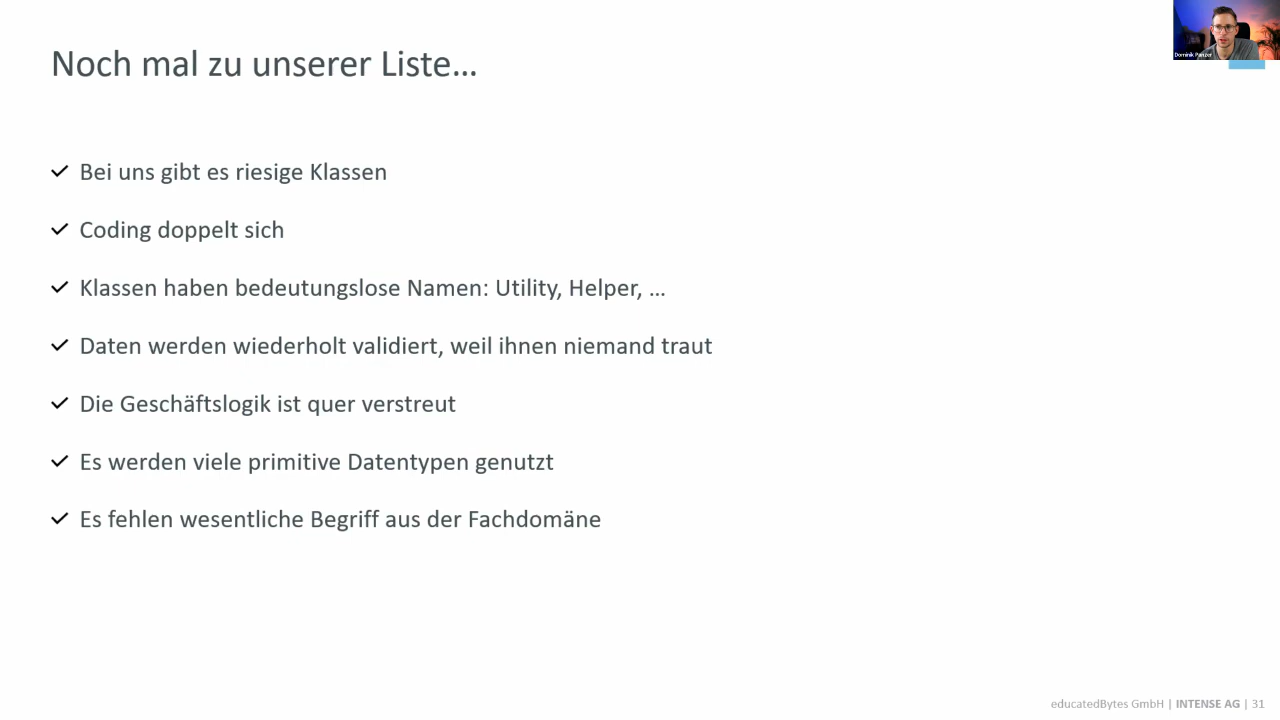 Noch mal zu unserer Liste...
Dominik Panzer
Bei uns gibt es riesige Klassen
Coding doppelt sich
Klassen haben bedeutungslose Namen: Utility, Helper, ...
Daten werden wiederholt validiert, weil ihnen niemand traut
Die Geschäftslogik ist quer verstreut
Es werden viele primitive Datentypen genutzt
Es fehlen wesentliche Begriff aus der Fachdomäne
educatedBytes GmbH | INTENSE AG | 31